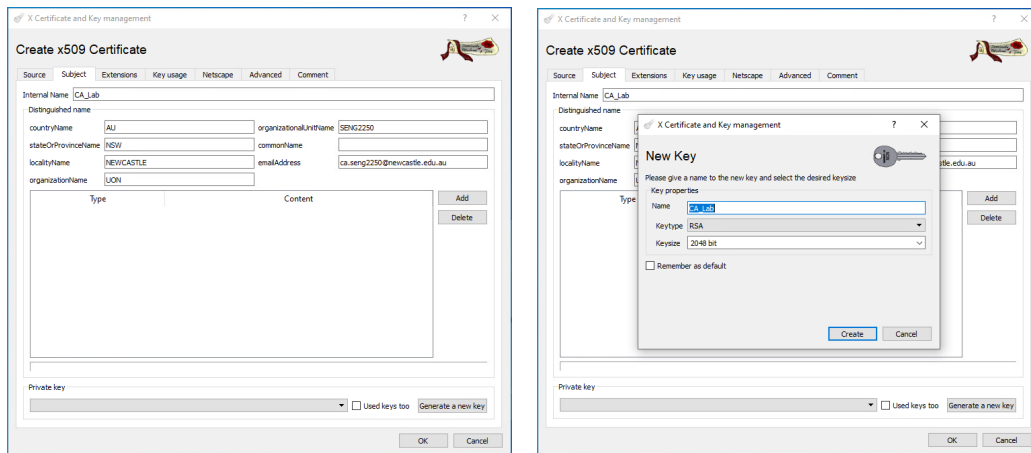 X Certificate and Key management ? ×
Create x509 Certificate
Source Subject Extensions Key usage Netscape Advanced Comment
Internal Name CA_Lab
Distinguished name
countryName AU organizationalUnitName SENG2250
stateOrProvinceName NSW commonName
localityName NEWCASTLE emailAddress ca.seng2250@newcastle.edu.au
organizationName UON
Type Content Add
Delete
Private key
Used keys too Generate a new key
OK Cancel
X Certificate and Key management ? ×
Create x509 Certificate
Source Subject Extensions Key usage Netscape Advanced Comment
Internal Name CA_Lab
Distinguished name
countryName
stateOrProvinceName
localityName stle.edu.au
organizationName
Type Add
Delete
X Certificate and Key management ? ×
New Key
Please give a name to the new key and select the desired keysize
Key properties
Name CA_Lab
Keytype RSA
Keysize 2048 bit
Remember as default
Create Cancel
Private key
Used keys too Generate a new key
OK Cancel